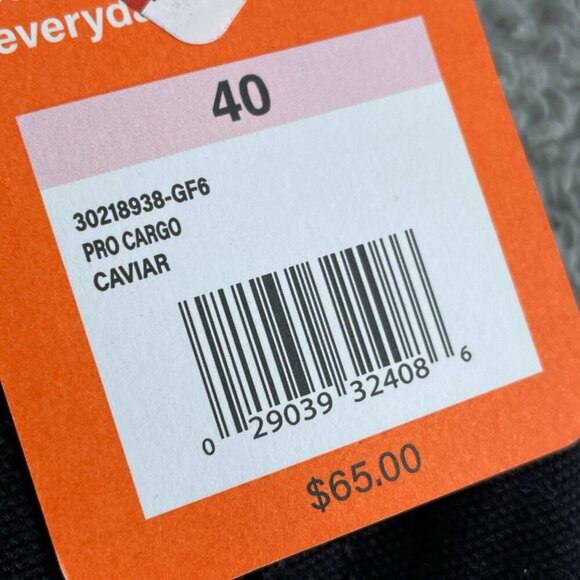 everyda
40
30218938-GF6
PRO CARGO
CAVIAR
0 29039 32408 6
$65.00